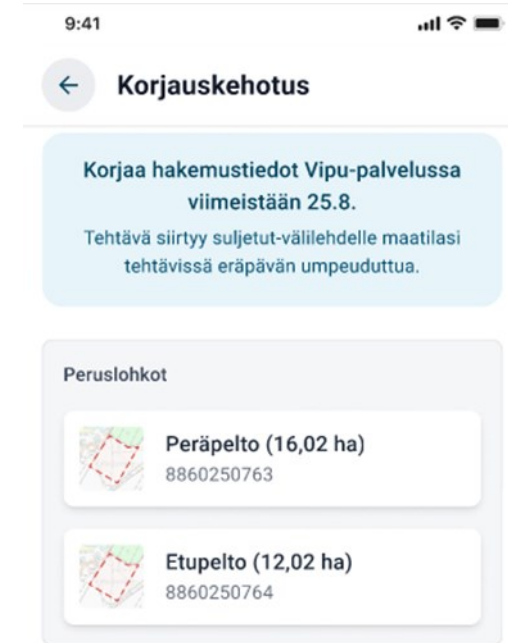 9:41
Korjauskehotus
Korjaa hakemustiedot Vipu-palvelussa
viimeistään 25.8.
Tehtävä siirtyy suljetut-välilehdelle maatilasi
tehtävissä eräpävän umpeuduttua.
Peruslohkot
Peräpelto (16,02 ha)
8860250763
Etupelto (12,02 ha)
8860250764